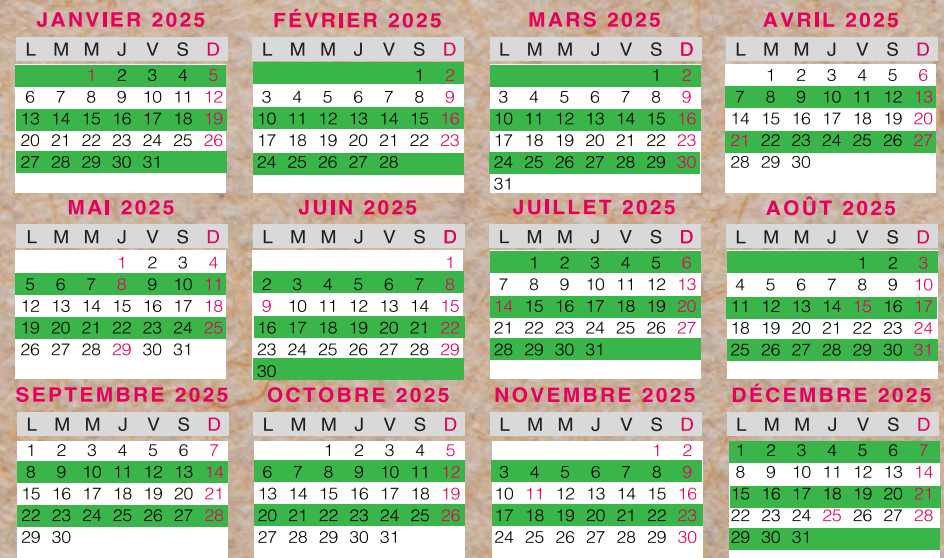 JANVIER 2025
L M M J V S D
1 2 3 4 5
6 7 8 9 10 11 12
13 14 15 16 17 18 19
20 21 22 23 24 25 26
27 28 29 30 31
FÉVRIER 2025
L M M J V S D
1 2
3 4 5 6 7 8 9
10 11 12 13 14 15 16
17 18 19 20 21 22 23
24 25 26 27 28
MARS 2025
L M M J V S D
1 2
3 4 5 6 7 8 9
10 11 12 13 14 15 16
17 18 19 20 21 22 23
24 25 26 27 28 29 30
31
AVRIL 2025
L M M J V S D
1 2 3 4 5 6
7 8 9 10 11 12 13
14 15 16 17 18 19 20
21 22 23 24 25 26 27
28 29 30
MAI 2025
L M M J V S D
1 2 3 4
5 6 7 8 9 10 11
12 13 14 15 16 17 18
19 20 21 22 23 24 25
26 27 28 29 30 31
JUIN 2025
L M M J V S D
1
2 3 4 5 6 7 8
9 10 11 12 13 14 15
16 17 18 19 20 21 22
23 24 25 26 27 28 29
30
JUILLET 2025
L M M J V S D
1 2 3 4 5 6
7 8 9 10 11 12 13
14 15 16 17 18 19 20
21 22 23 24 25 26 27
28 29 30 31
AOÛT 2025
L M M J V S D
1 2 3
4 5 6 7 8 9 10
11 12 13 14 15 16 17
18 19 20 21 22 23 24
25 26 27 28 29 30 31
SEPTEMBRE 2025
L M M J V S D
1 2 3 4 5 6 7
8 9 10 11 12 13 14
15 16 17 18 19 20 21
22 23 24 25 26 27 28
29 30
OCTOBRE 2025
L M M J V S D
1 2 3 4 5
6 7 8 9 10 11 12
13 14 15 16 17 18 19
20 21 22 23 24 25 26
27 28 29 30 31
NOVEMBRE 2025
L M M J V S D
1 2
3 4 5 6 7 8 9
10 11 12 13 14 15 16
17 18 19 20 21 22 23
24 25 26 27 28 29 30
DÉCEMBRE 2025
L M M J V S D
1 2 3 4 5 6 7
8 9 10 11 12 13 14
15 16 17 18 19 20 21
22 23 24 25 26 27 28
29 30 31